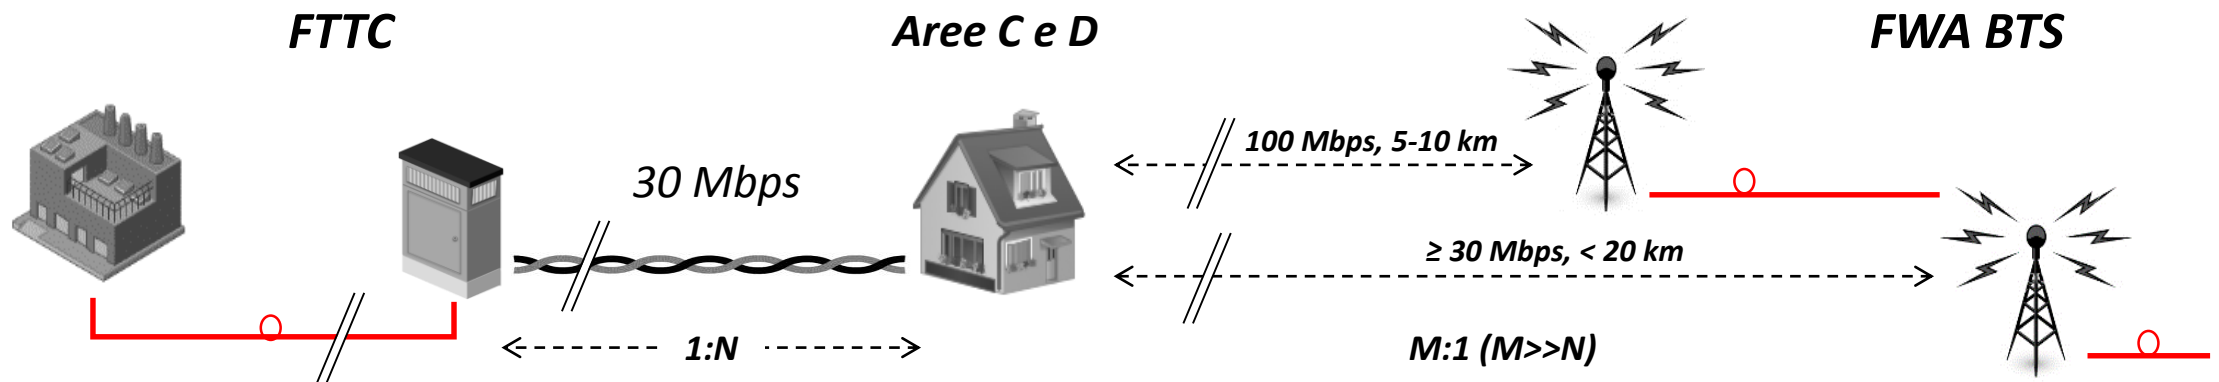 FTTC
Aree C e D
FWA BTS
100 Mbps, 5-10 km
30 Mbps
≥ 30 Mbps, < 20 km
1:N
M:1 (M>>N)